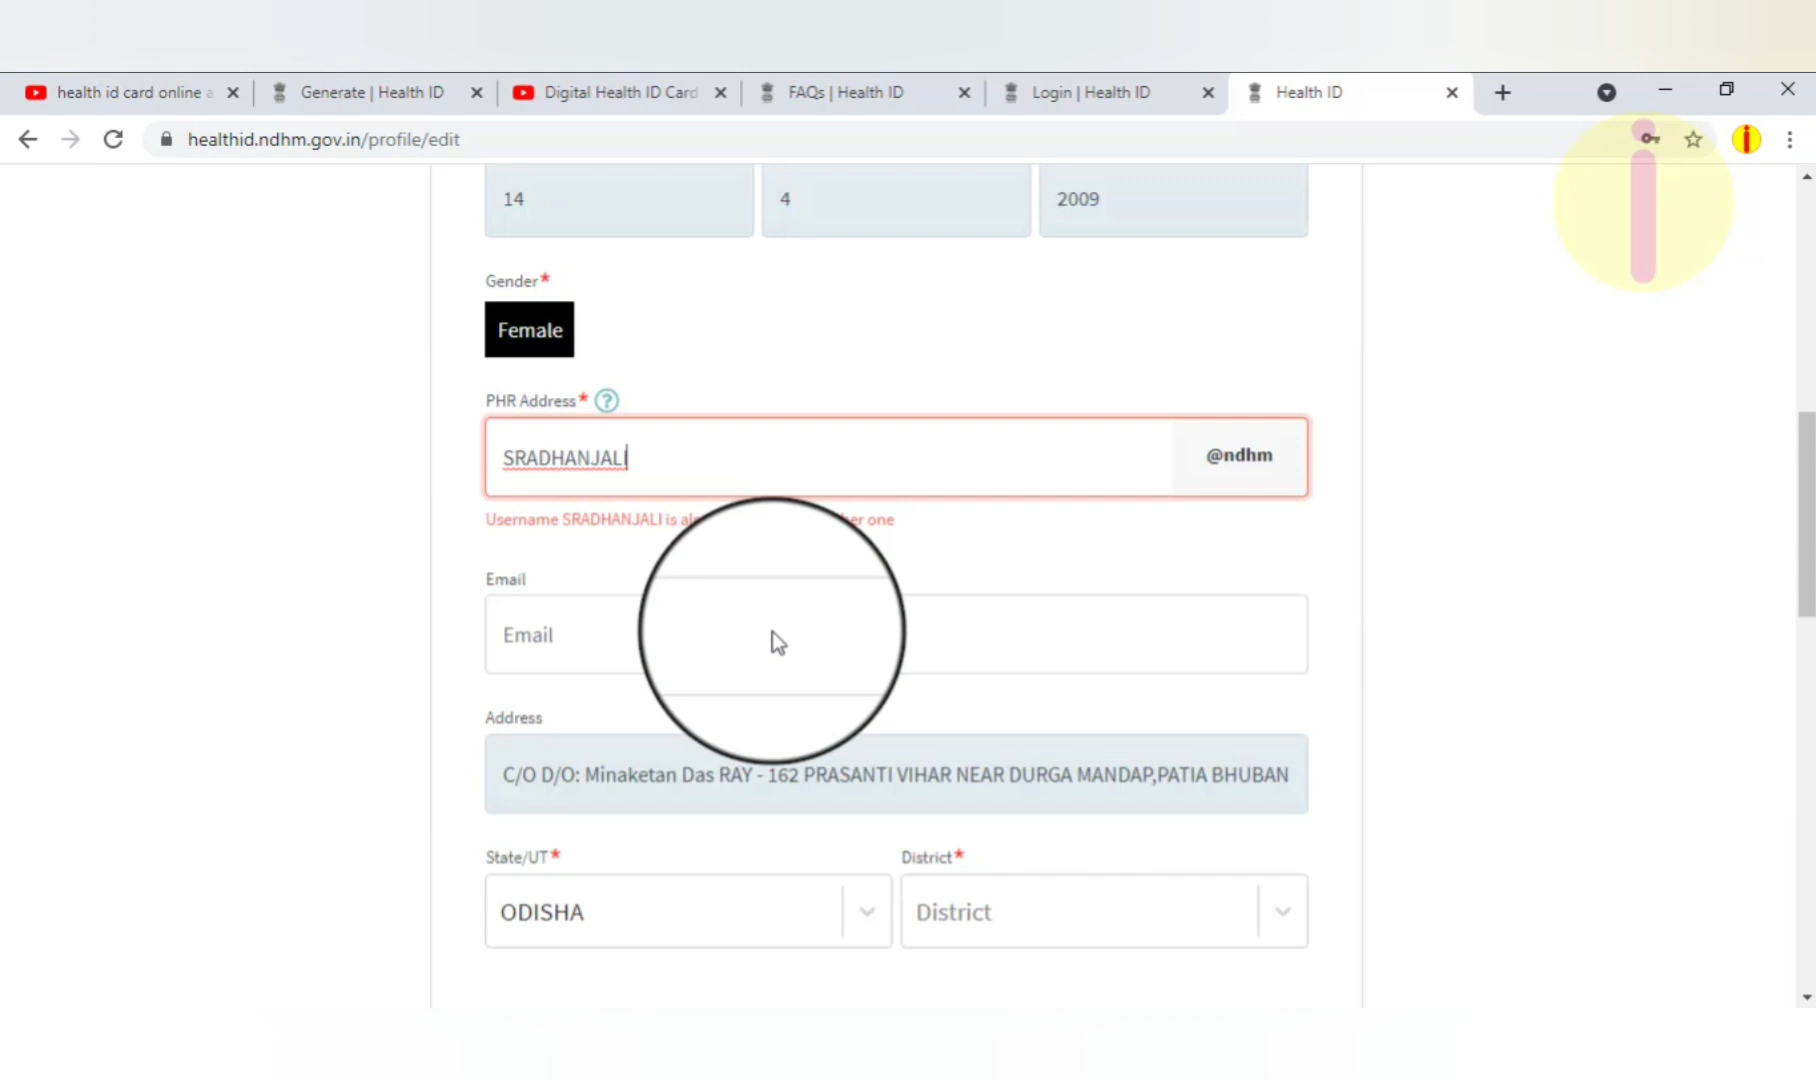 health id card online a
Generate | Health ID
Digital Health ID Card
FAQs | Health ID
Login | Health ID
Health ID
healthid.ndhm.gov.in/profile/edit
14 4 2009
Gender*
Female
PHR Address* ?
SRADHANJALI @ndhm
Username SRADHANJALI is one
Email
Email
Address
C/O D/O: Minaketan Das RAY - 162 PRASANTI VIHAR NEAR DURGA MANDAP,PATIA BHUBAN
State/UT* District*
ODISHA District